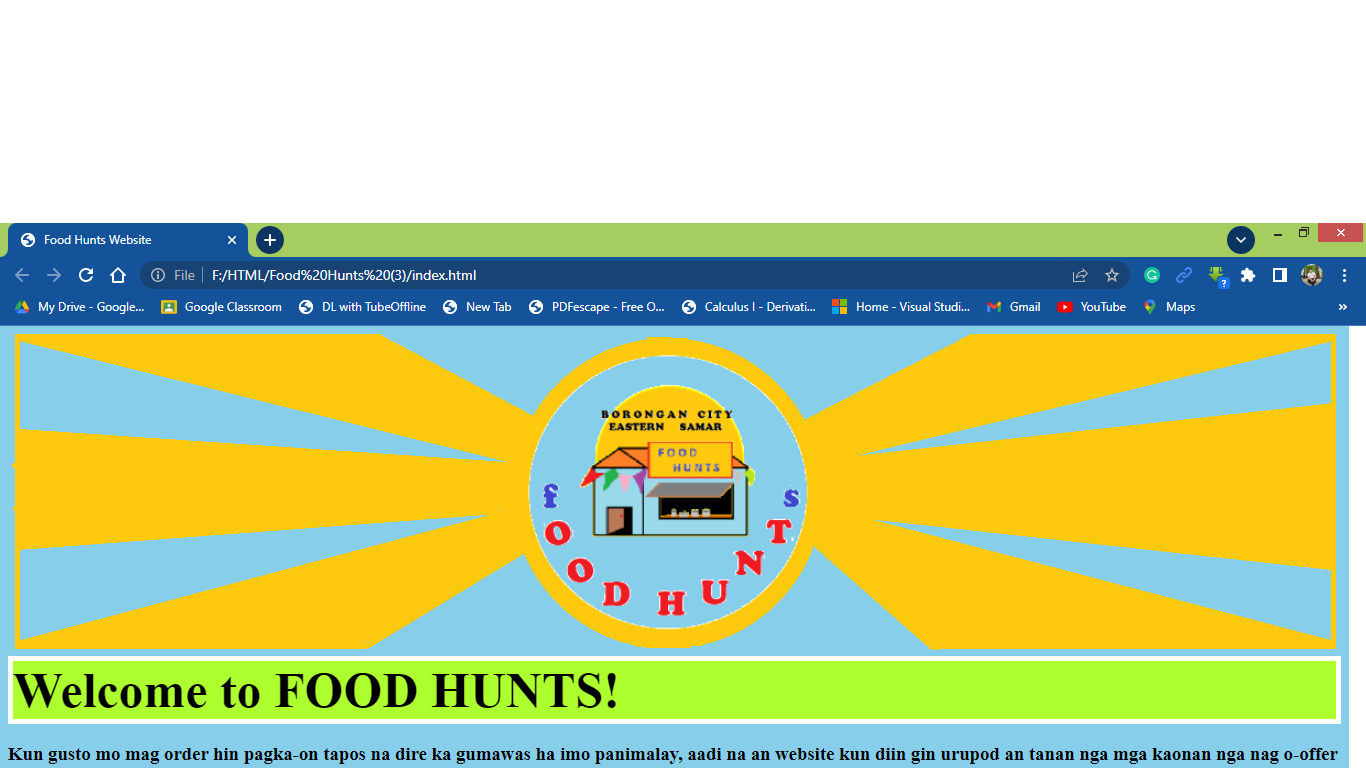 Food Hunts Website
File | F:/HTML/Food%20Hunts%20(3)/index.html
My Drive - Google... Google Classroom DL with TubeOffline New Tab PDFescape - Free O... Calculus I - Derivati... Home - Visual Studi... Gmail YouTube Maps »
BORONGAN CITY
EASTERN SAMAR
FOOD
HUNTS
fOOD HUNTs
Welcome to FOOD HUNTS!
Kun gusto mo mag order hin pagka-on tapos na dire ka gumawas ha imo panimalay, aadi na an website kun diin gin urupod an tanan nga mga kaonan nga nag o-offer